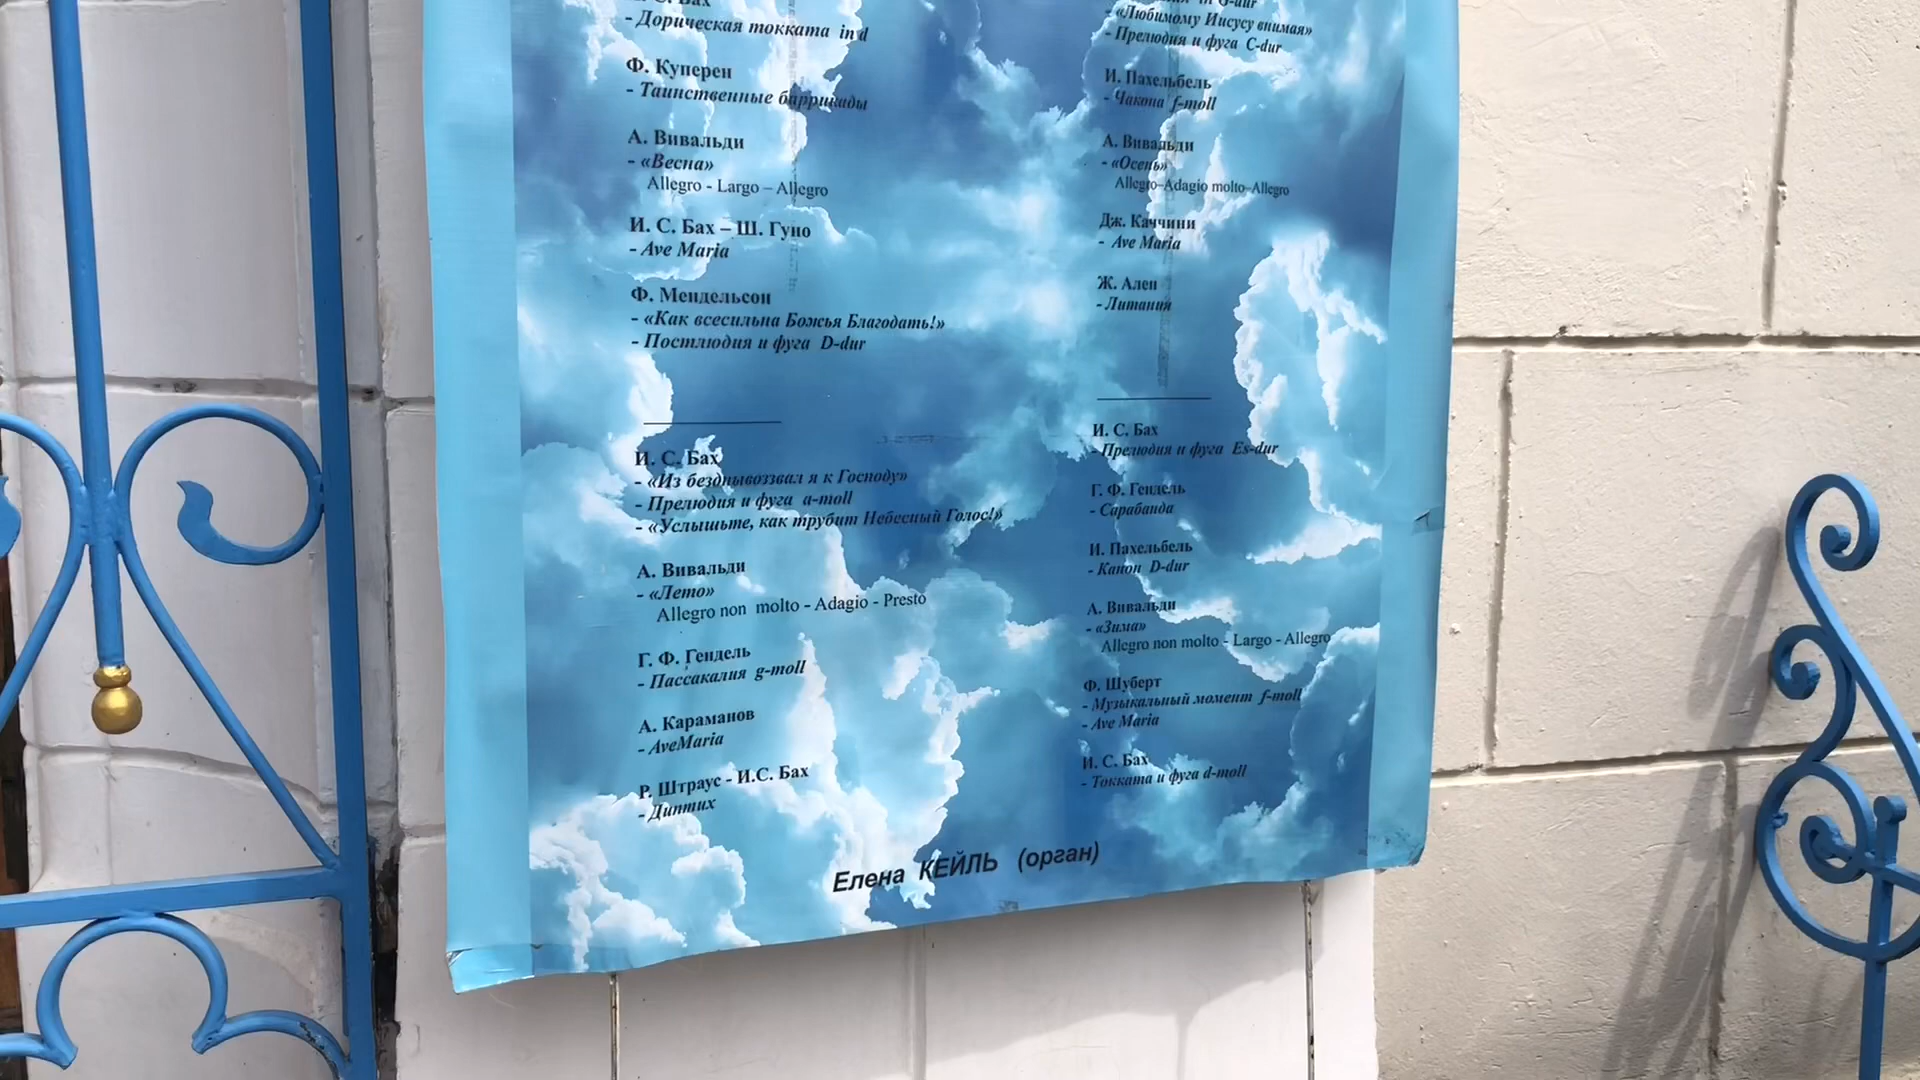 Бах
- Дорическая токката in d
Ф. Куперен
- Таинственные баррикады
А. Вивальди
- «Весна»
Allegro - Largo – Allegro
И. С. Бах – Ш. Гуно
- Ave Maria
Ф. Мендельсон
- «Как всесильна Божья Благодать!»
- Постлюдия и фуга D-dur
И. С. Бах
- «Из бездны воззвал я к Господу»
- Прелюдия и фуга a-moll
- «Услышьте, как трубит Небесный Голос!»
А. Вивальди
- «Лето»
Allegro non molto - Adagio - Presto
Г. Ф. Гендель
- Пассакалия g-moll
А. Караманов
- AveMaria
Р. Штраус - И.С. Бах
- Диптих
in G-dur
- «Любимому Иисусу внимая»
- Прелюдия и фуга C-dur
И. Пахельбель
- Чакона f-moll
А. Вивальди
- «Осень»
Allegro–Adagio molto–Allegro
Дж. Каччини
- Ave Maria
Ж. Ален
- Литания
И. С. Бах
- Прелюдия и фуга Es-dur
Г. Ф. Гендель
- Сарабанда
И. Пахельбель
- Канон D-dur
А. Вивальди
- «Зима»
Allegro non molto - Largo - Allegro
Ф. Шуберт
- Музыкальный момент f-moll
- Ave Maria
И. С. Бах
- Токката и фуга d-moll
Елена КЕЙЛЬ (орган)